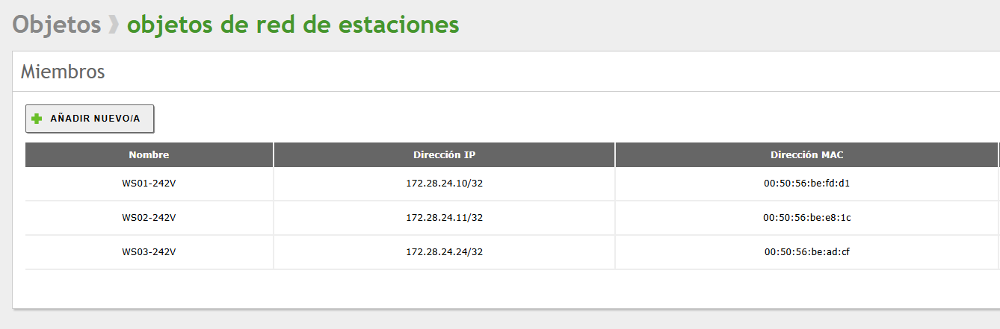 Objetos › objetos de red de estaciones
Miembros
AÑADIR NUEVO/A
Nombre Dirección IP Dirección MAC
WS01-242V 172.28.24.10/32 00:50:56:be:fd:d1
WS02-242V 172.28.24.11/32 00:50:56:be:e8:1c
WS03-242V 172.28.24.24/32 00:50:56:be:ad:cf